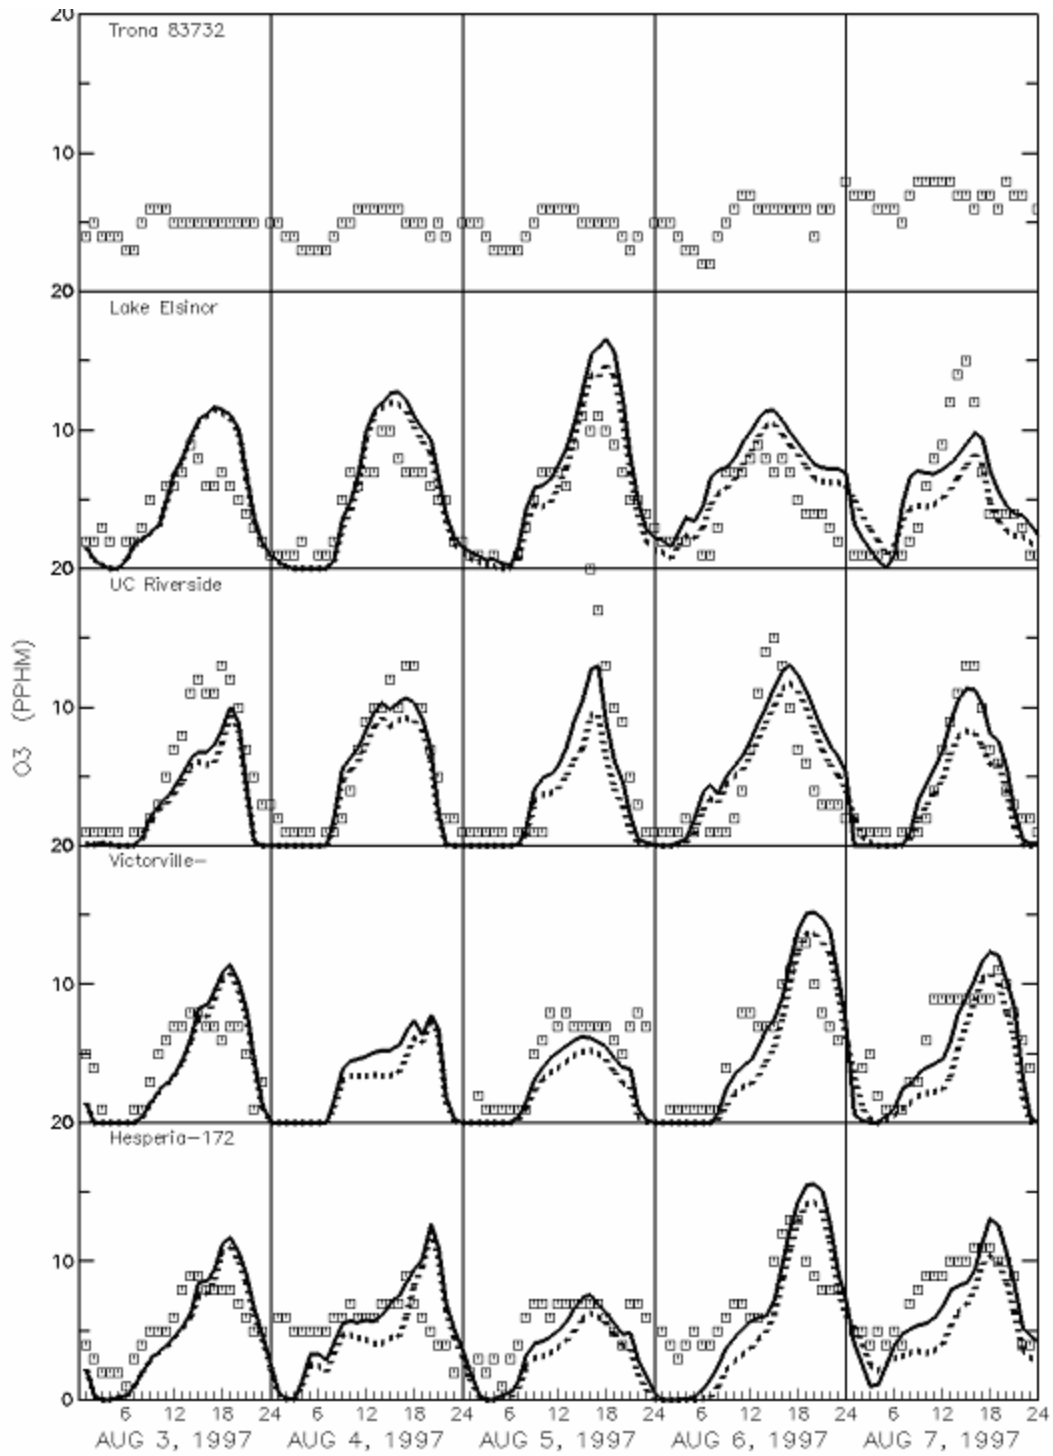 20
Trona 83732
10
20
Lake Elsinor
10
20
UC Riverside
O3 (PPHM)
10
20
Victorville-
10
20
Hesperia-172
10
0
6 12 18 24 6 12 18 24 6 12 18 24 6 12 18 24 6 12 18 24
AUG 3, 1997 AUG 4, 1997 AUG 5, 1997 AUG 6, 1997 AUG 7, 1997